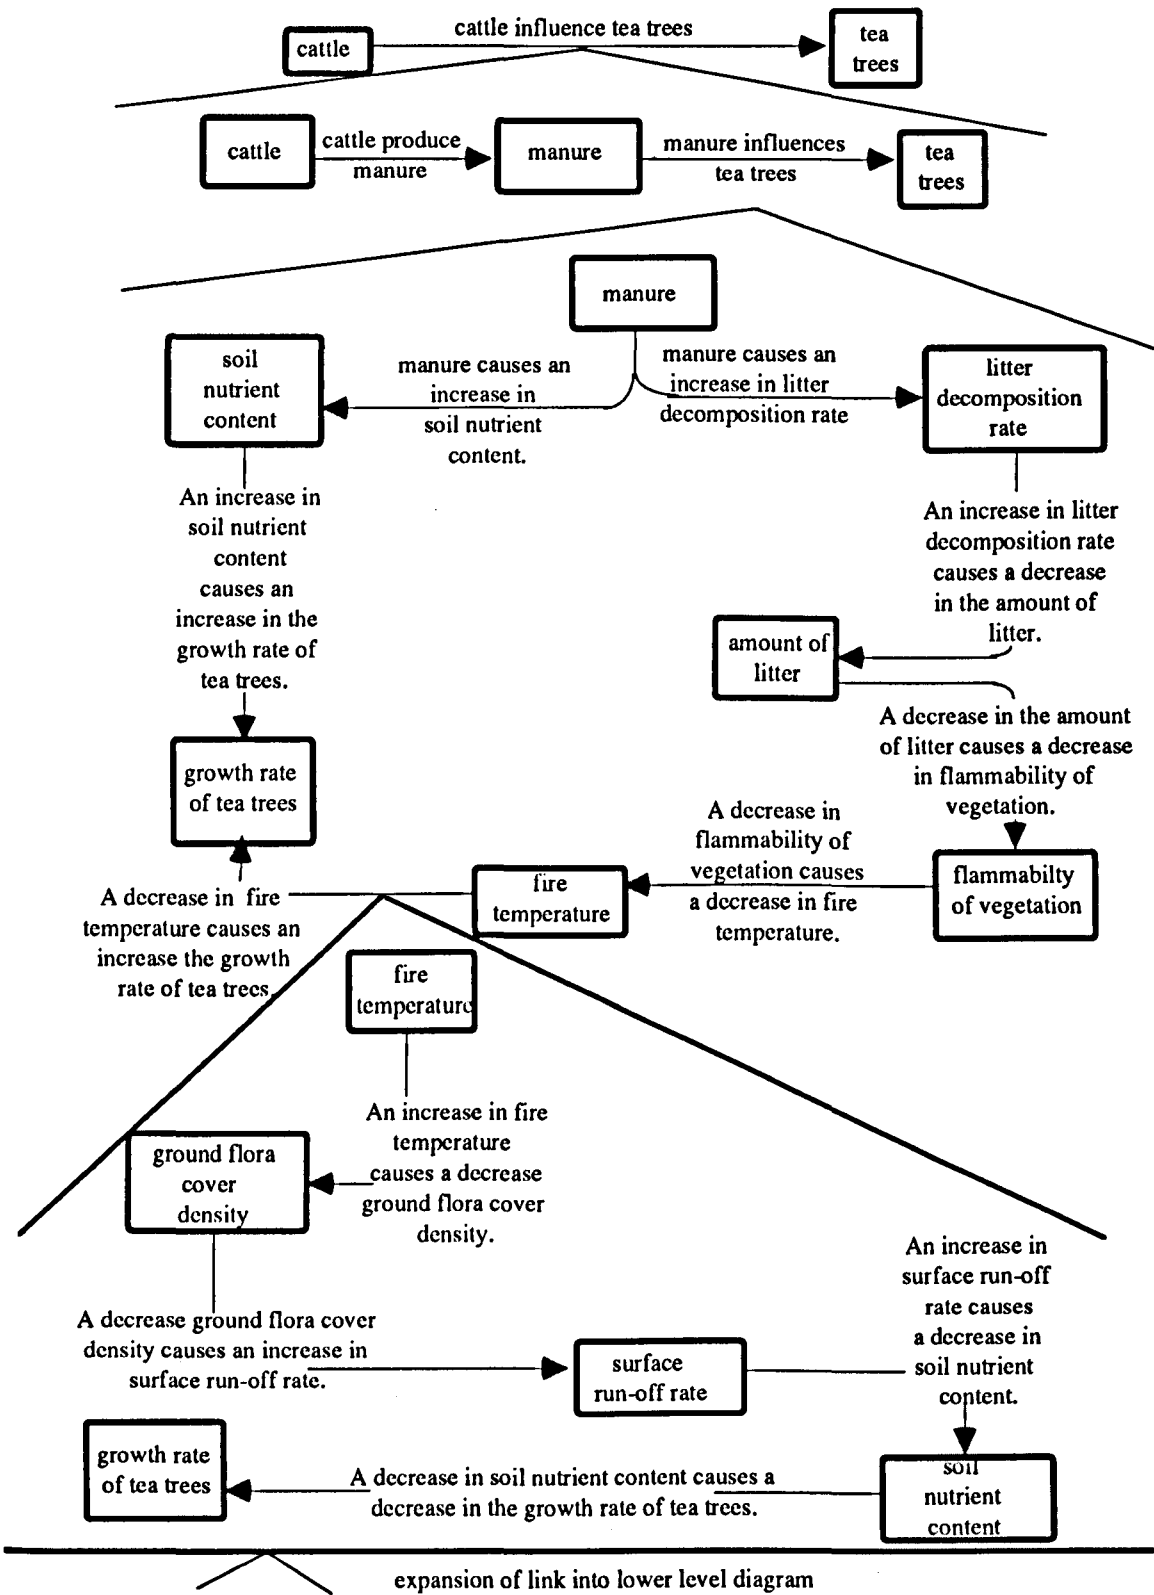 cattle influence tea trees
cattle
tea
trees
cattle
cattle produce
manure
manure
manure influences
tea trees
tea
trees
manure
soil
nutrient
content
manure causes an
increase in
soil nutrient
content.
manure causes an
increase in litter
decomposition rate
litter
decomposition
rate
An increase in
soil nutrient
content
causes an
increase in the
growth rate of
tea trees.
An increase in litter
decomposition rate
causes a decrease
in the amount of
litter.
amount of
litter
A decrease in the amount
of litter causes a decrease
in flammability of
vegetation.
growth rate
of tea trees
A decrease in
flammability of
vegetation causes
a decrease in fire
temperature.
flammabilty
of vegetation
fire
temperature
A decrease in fire
temperature causes an
increase the growth
rate of tea trees.
fire
temperature
An increase in fire
temperature
causes a decrease
ground flora cover
density.
ground flora
cover
density
A decrease ground flora cover
density causes an increase in
surface run-off rate.
surface
run-off rate
An increase in
surface run-off
rate causes
a decrease in
soil nutrient
content.
soil
nutrient
content
A decrease in soil nutrient content causes a
decrease in the growth rate of tea trees.
growth rate
of tea trees
expansion of link into lower level diagram